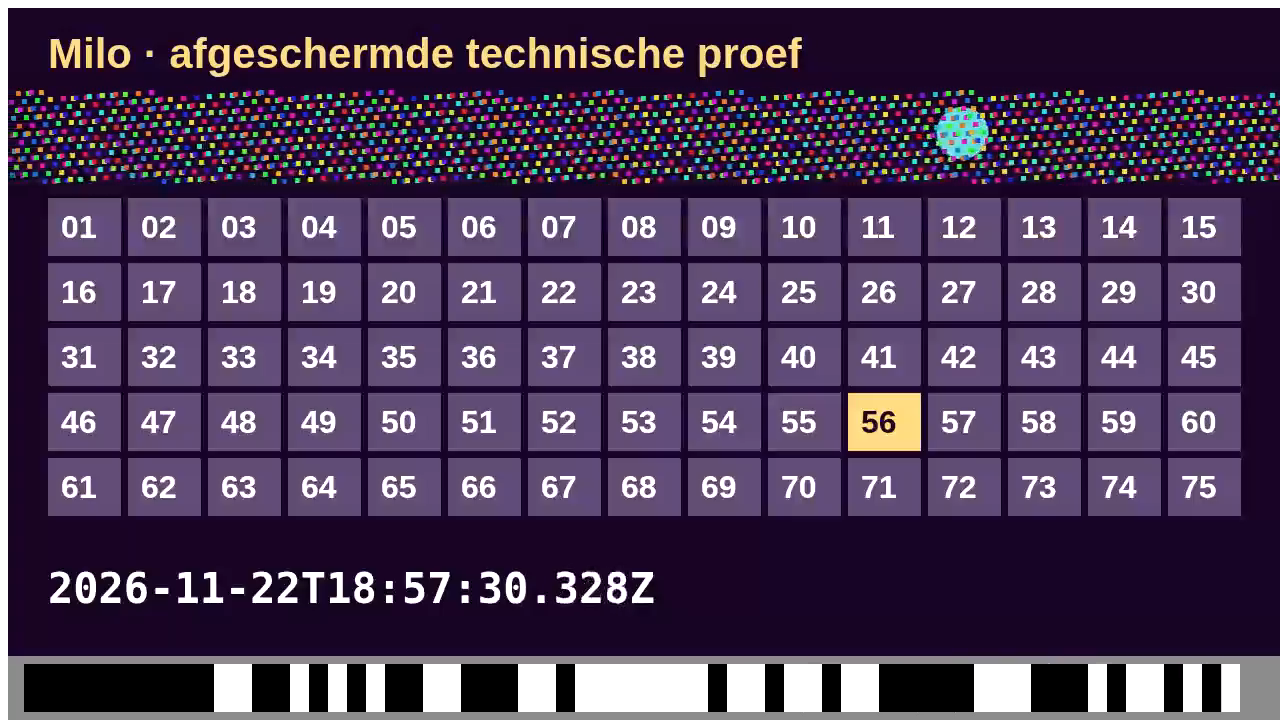 Milo · afgeschermde technische proef
01 02 03 04 05 06 07 08 09 10 11 12 13 14 15
16 17 18 19 20 21 22 23 24 25 26 27 28 29 30
31 32 33 34 35 36 37 38 39 40 41 42 43 44 45
46 47 48 49 50 51 52 53 54 55 56 57 58 59 60
61 62 63 64 65 66 67 68 69 70 71 72 73 74 75
2026-11-22T18:57:30.328Z